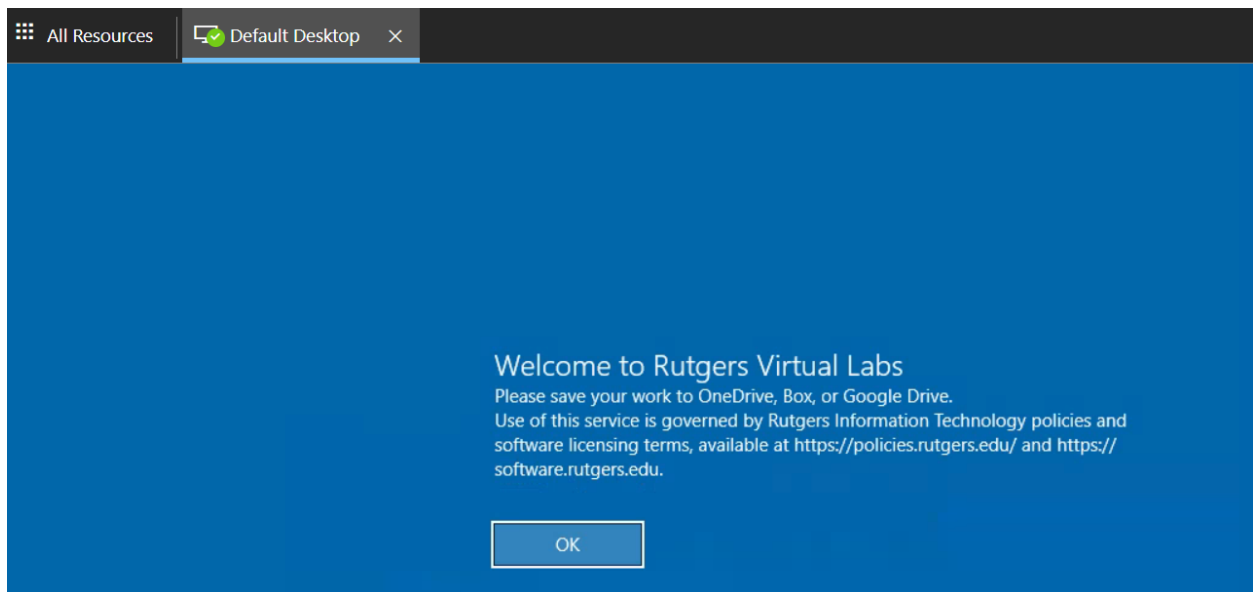 All Resources
Default Desktop
Welcome to Rutgers Virtual Labs
Please save your work to OneDrive, Box, or Google Drive.
Use of this service is governed by Rutgers Information Technology policies and
software licensing terms, available at https://policies.rutgers.edu/ and https://
software.rutgers.edu.
OK